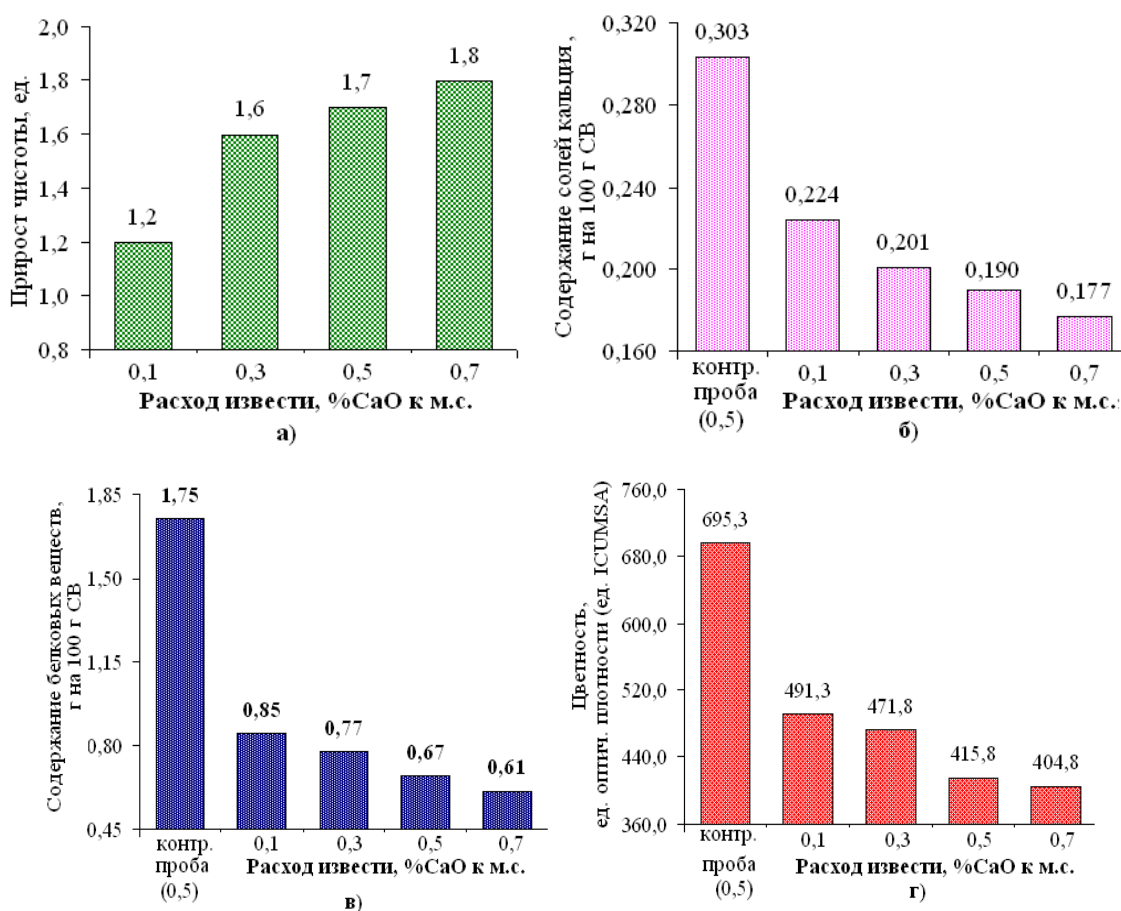 Прирост чистоты, ед.
2,0
1,8
1,6
1,4
1,2
1,0
0,8
1,2
1,6
1,7
1,8
0,1 0,3 0,5 0,7
Расход извести, %CaO к м.с.
а)
Содержание солей кальция ,
г на 100 г СВ
0,320
0,280
0,240
0,200
0,160
0,303
0,224
0,201
0,190
0,177
контр.
проба
(0,5)
0,1 0,3 0,5 0,7
Расход извести, %CaO к м.с.
б)
Содержание белковых веществ,
г на 100 г СВ
1,85
1,50
1,15
0,80
0,45
1,75
0,85
0,77
0,67
0,61
контр.
проба
(0,5)
0,1 0,3 0,5 0,7
Расход извести, %CaO к м.с.
в)
Цветность,
ед. оптич. плотности (ед. ICUMSA)
760,0
680,0
600,0
520,0
440,0
360,0
695,3
491,3
471,8
415,8
404,8
контр.
проба
(0,5)
0,1 0,3 0,5 0,7
Расход извести, %CaO к м.с.
г)